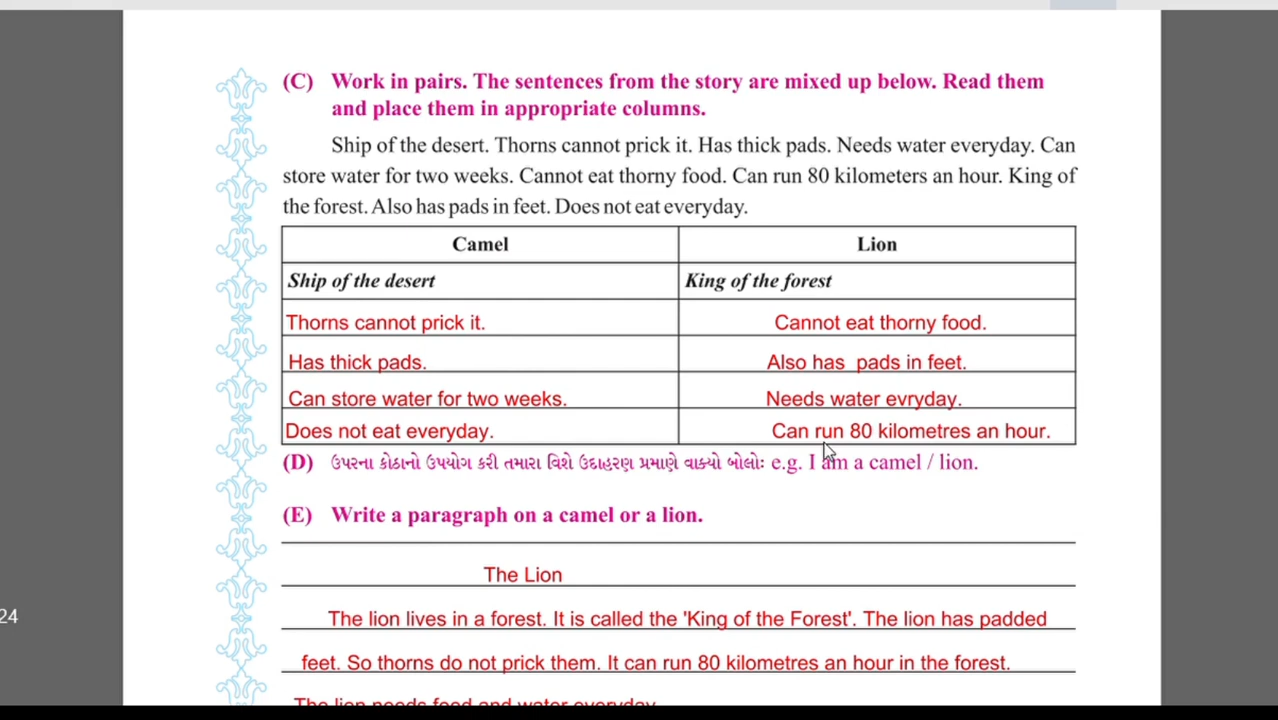 (C) Work in pairs. The sentences from the story are mixed up below. Read them
and place them in appropriate columns.
Ship of the desert. Thorns cannot prick it. Has thick pads. Needs water everyday. Can
store water for two weeks. Cannot eat thorny food. Can run 80 kilometers an hour. King of
the forest. Also has pads in feet. Does not eat everyday.
Camel Lion
Ship of the desert King of the forest
Thorns cannot prick it. Cannot eat thorny food.
Has thick pads. Also has pads in feet.
Can store water for two weeks. Needs water evryday.
Does not eat everyday. Can run 80 kilometres an hour.
(D) ઉપરના કોઠાનો ઉપયોગ કરી તમારા વિશે ઉદાહરણ પ્રમાણે વાક્યો બોલોઃ e.g. I am a camel / lion.
(E) Write a paragraph on a camel or a lion.
The Lion
The lion lives in a forest. It is called the 'King of the Forest'. The lion has padded
24
feet. So thorns do not prick them. It can run 80 kilometres an hour in the forest.
The lion needs food and water everyday.